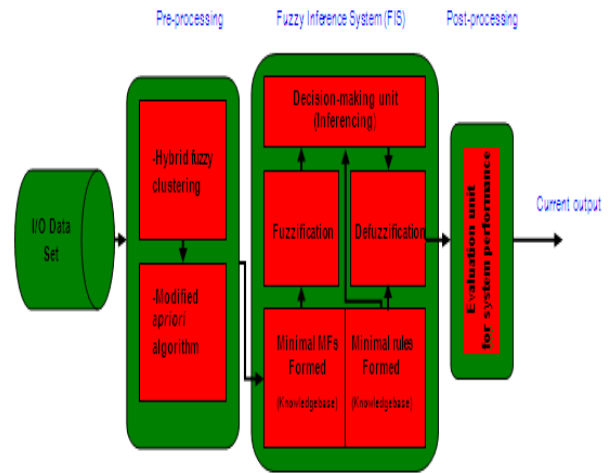 Pre-processing
Fuzzy Inference System (FIS)
Post-processing
I/O Data
Set
-Hybrid fuzzy
clustering
-Modified
apriori
algorithm
Decision-making unit
(Inferencing)
Fuzzification
Defuzzification
Minimal MFs
Formed
(Knowledgebase)
Minimal rules
Formed
(Knowledgebase)
Evaluation unit
for system performance
Current output